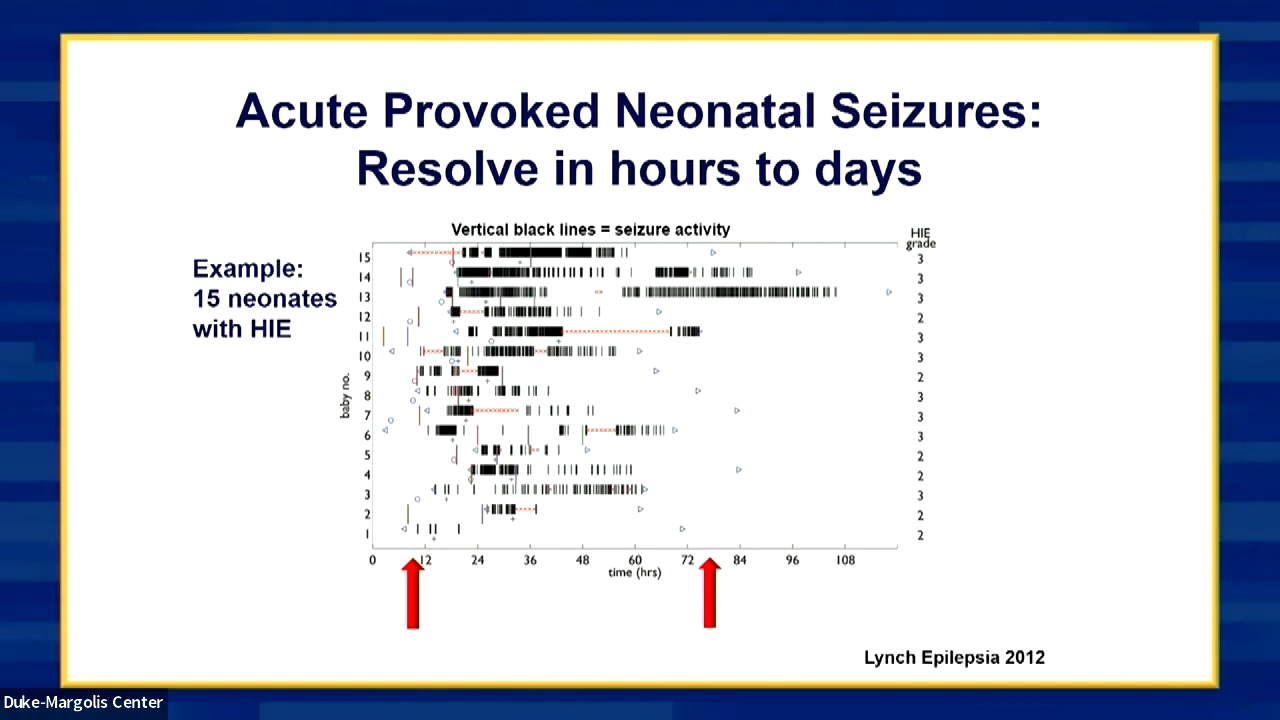 Acute Provoked Neonatal Seizures:
Resolve in hours to days
Vertical black lines = seizure activity
HIE
grade
Example:
15 neonates
with HIE
baby no.
15 3
14 3
13 3
12 2
11 3
10 3
9 2
8 3
7 3
6 3
5 2
4 2
3 3
2 2
1 2
0 12 24 36 48 60 72 84 96 108
time (hrs)
Lynch Epilepsia 2012
Duke-Margolis Center